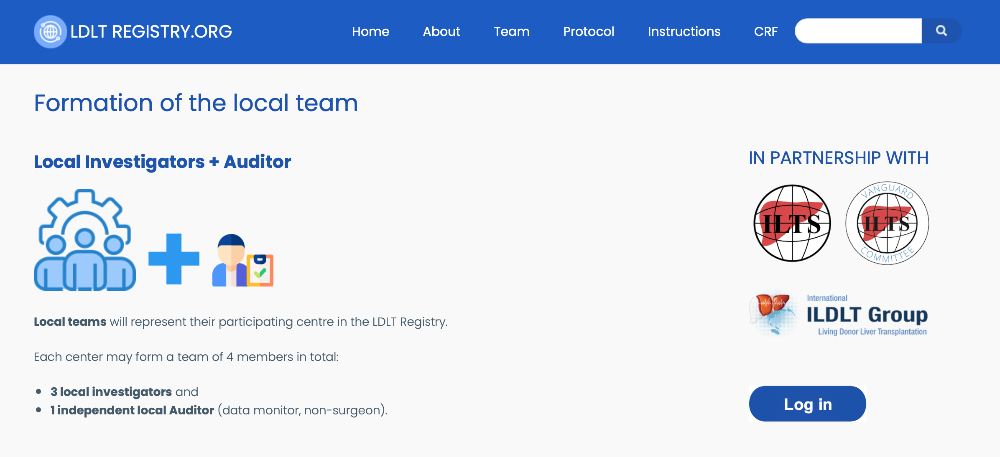 LDLT REGISTRY.ORG
Home
About
Team
Protocol
Instructions
CRF
Formation of the local team
Local Investigators + Auditor
Local teams will represent their participating centre in the LDLT Registry.
Each center may form a team of 4 members in total:
3 local investigators and
1 independent local Auditor (data monitor, non-surgeon).
IN PARTNERSHIP WITH
ILTS
VANGUARD
ILTS
COMMITTEE
International
ILDLT Group
Living Donor Liver Transplantation
Log in